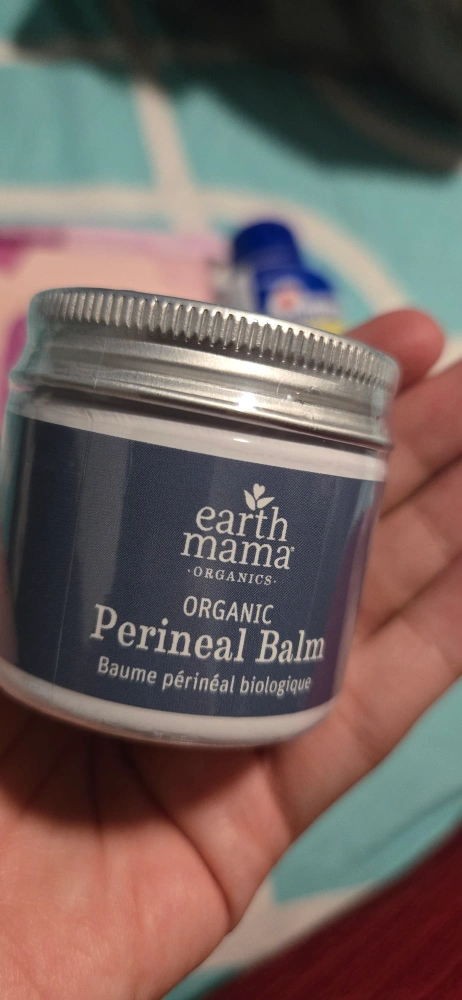 earth
mama
·ORGANICS·
ORGANIC
Perineal Balm
Baume périnéal biologique